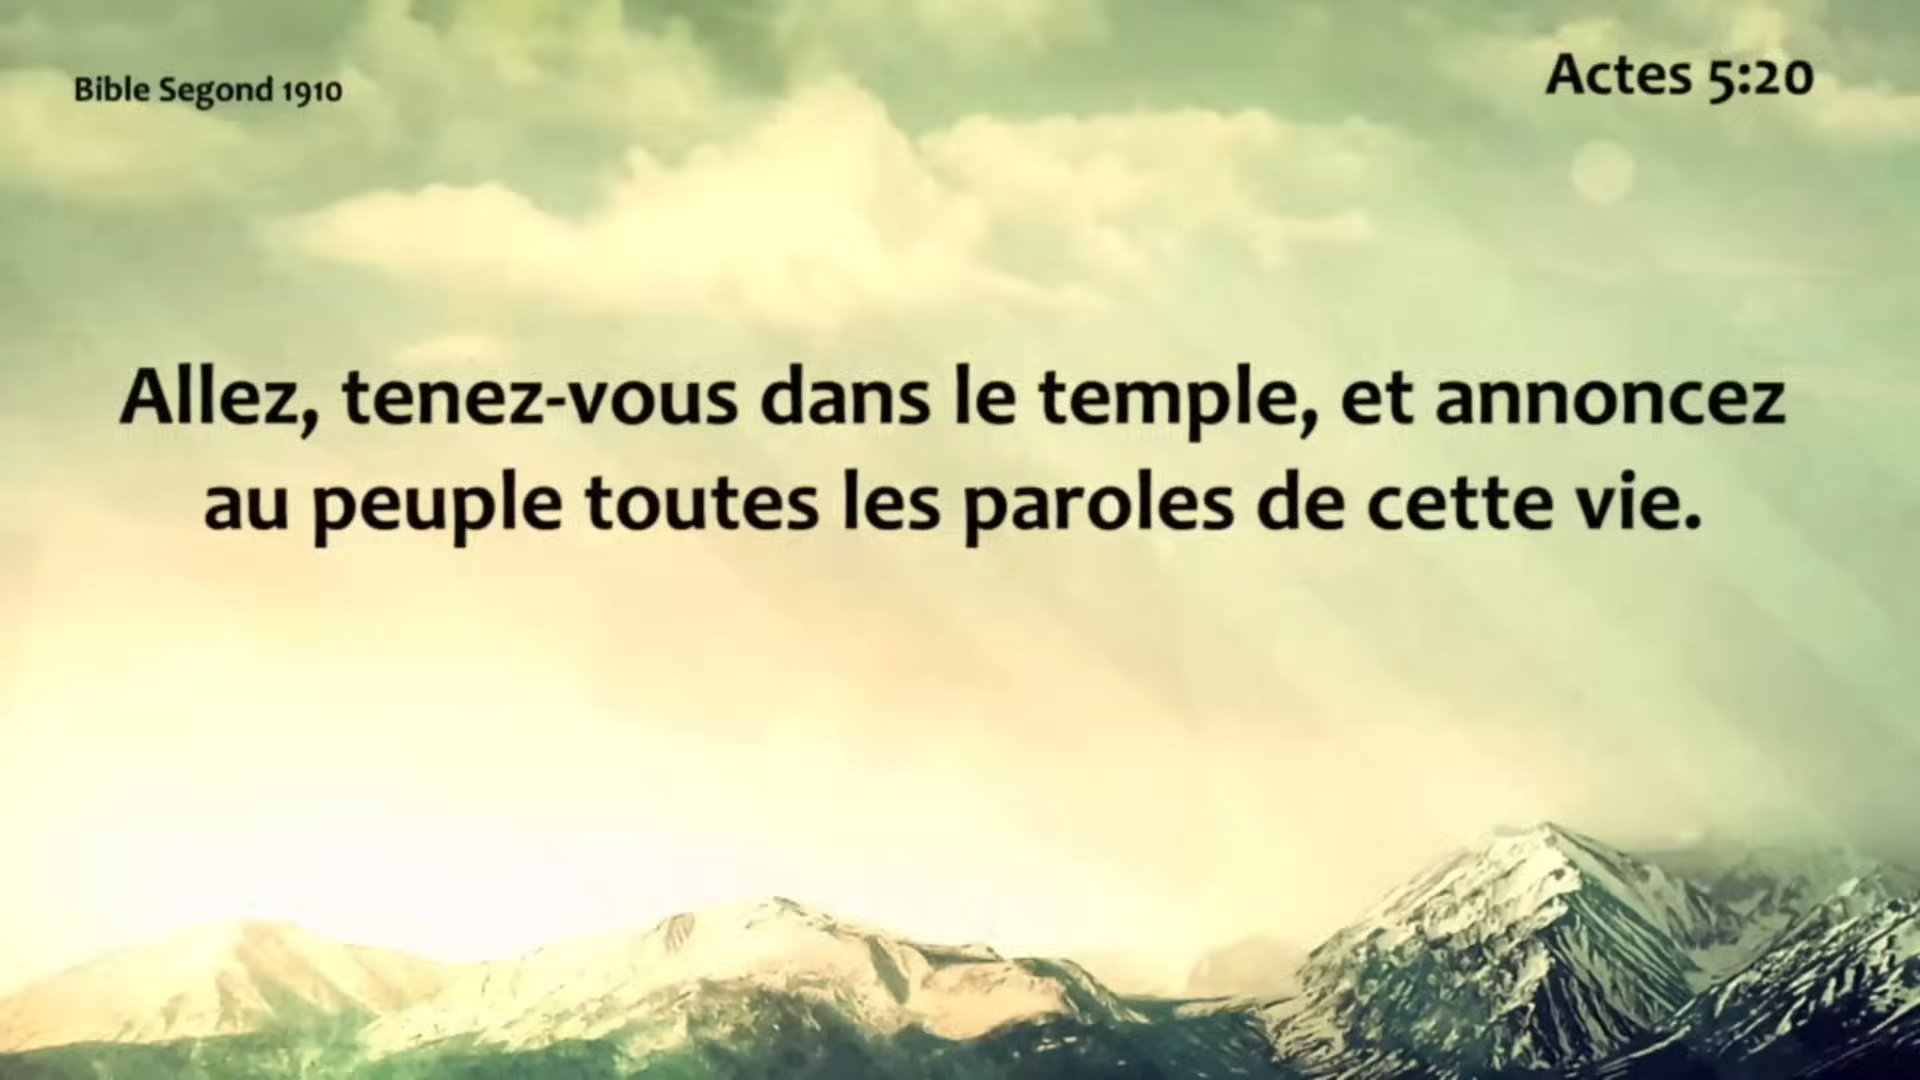 Bible Segond 1910
Actes 5:20
Allez, tenez-vous dans le temple, et annoncez
au peuple toutes les paroles de cette vie.